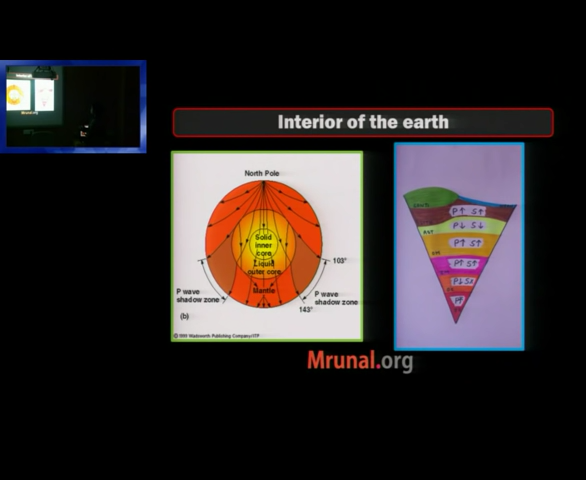 Interior of the earth
North Pole
Solid
inner
core
Liquid
outer core
Mantle
103°
P wave
shadow zone
P wave
shadow zone
143°
(b)
P↑ S↑
P↓ S↓
P↑ S↑
P↑ S↑
P↓ Sx
P↑
Mrunal.org